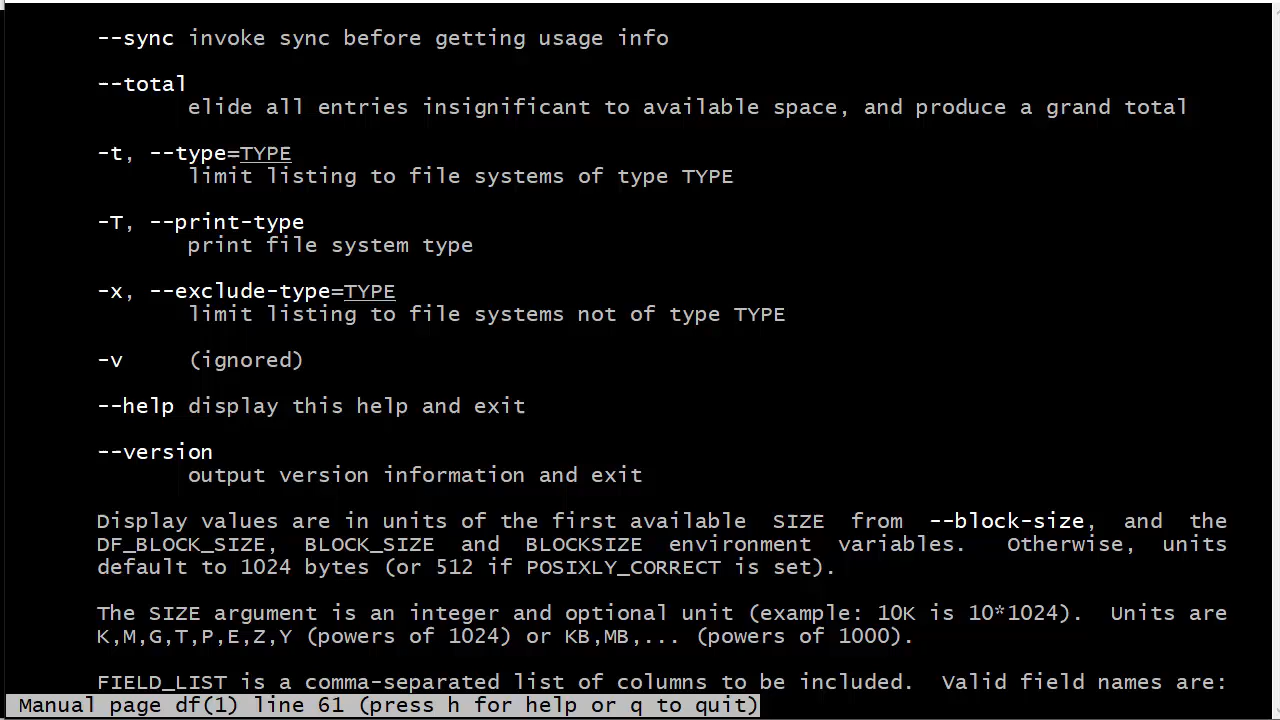 --sync invoke sync before getting usage info
--total
elide all entries insignificant to available space, and produce a grand total
-t, --type=TYPE
limit listing to file systems of type TYPE
-T, --print-type
print file system type
-x, --exclude-type=TYPE
limit listing to file systems not of type TYPE
-v (ignored)
--help display this help and exit
--version
output version information and exit
Display values are in units of the first available SIZE from --block-size, and the
DF_BLOCK_SIZE, BLOCK_SIZE and BLOCKSIZE environment variables. Otherwise, units
default to 1024 bytes (or 512 if POSIXLY_CORRECT is set).
The SIZE argument is an integer and optional unit (example: 10K is 10*1024). Units are
K,M,G,T,P,E,Z,Y (powers of 1024) or KB,MB,... (powers of 1000).
FIELD_LIST is a comma-separated list of columns to be included. Valid field names are:
Manual page df(1) line 61 (press h for help or q to quit)